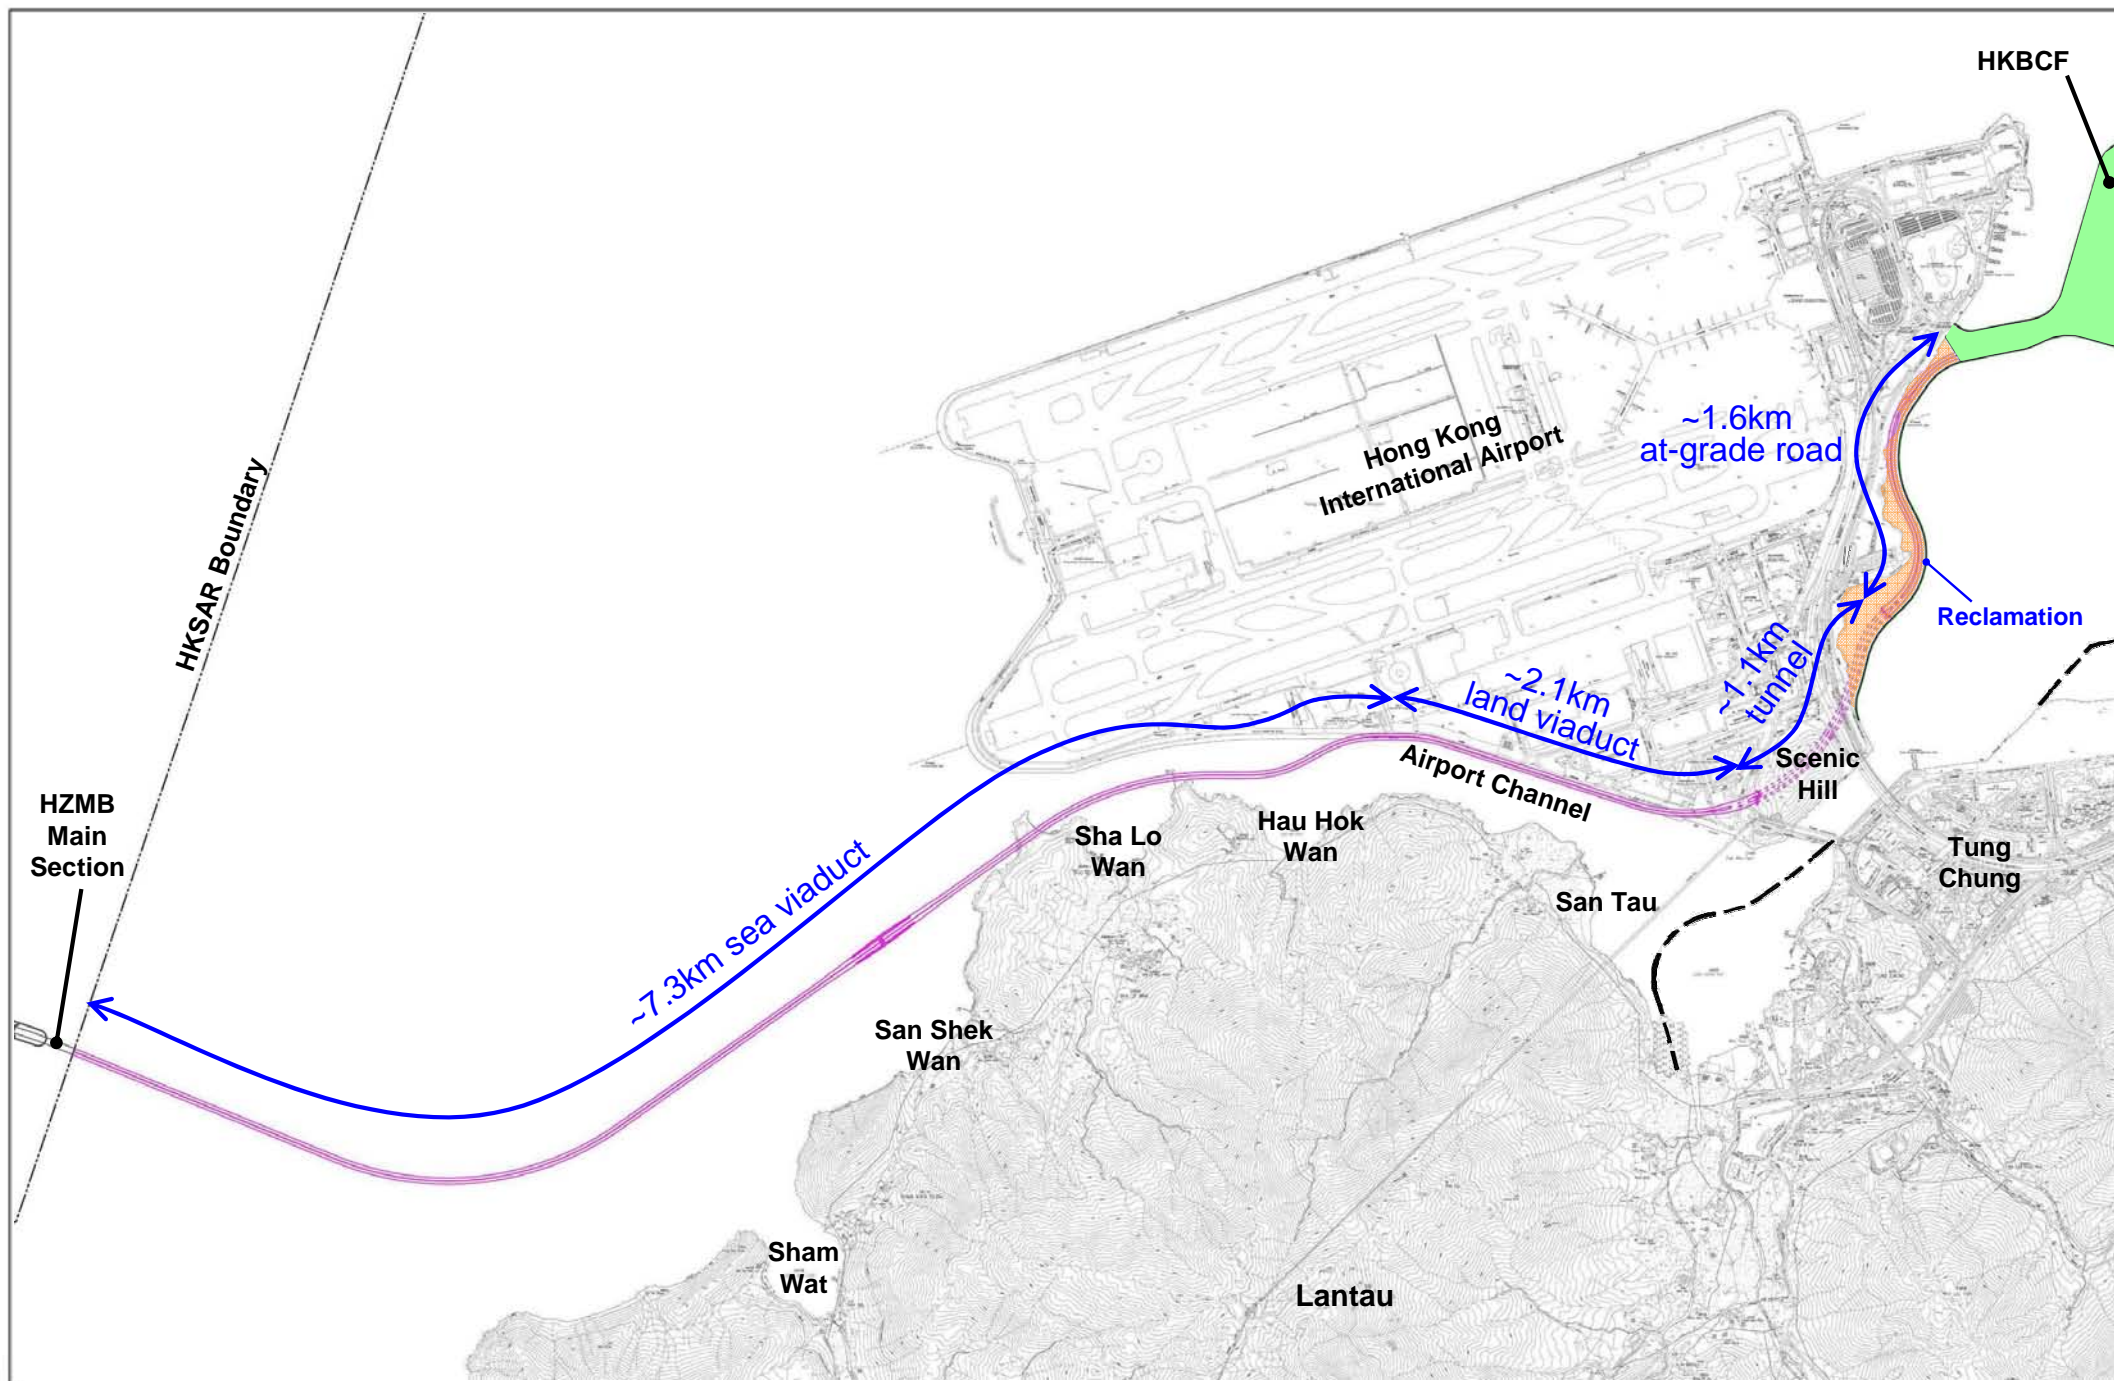 HKBCF
~1.6km
at-grade road
Hong Kong
International Airport
HKSAR Boundary
Reclamation
~1.1km
tunnel
~2.1km
land viaduct
Airport Channel
Scenic
Hill
HZMB
Main
Section
Sha Lo
Wan
Hau Hok
Wan
Tung
Chung
San Tau
~7.3km sea viaduct
San Shek
Wan
Sham
Wat
Lantau